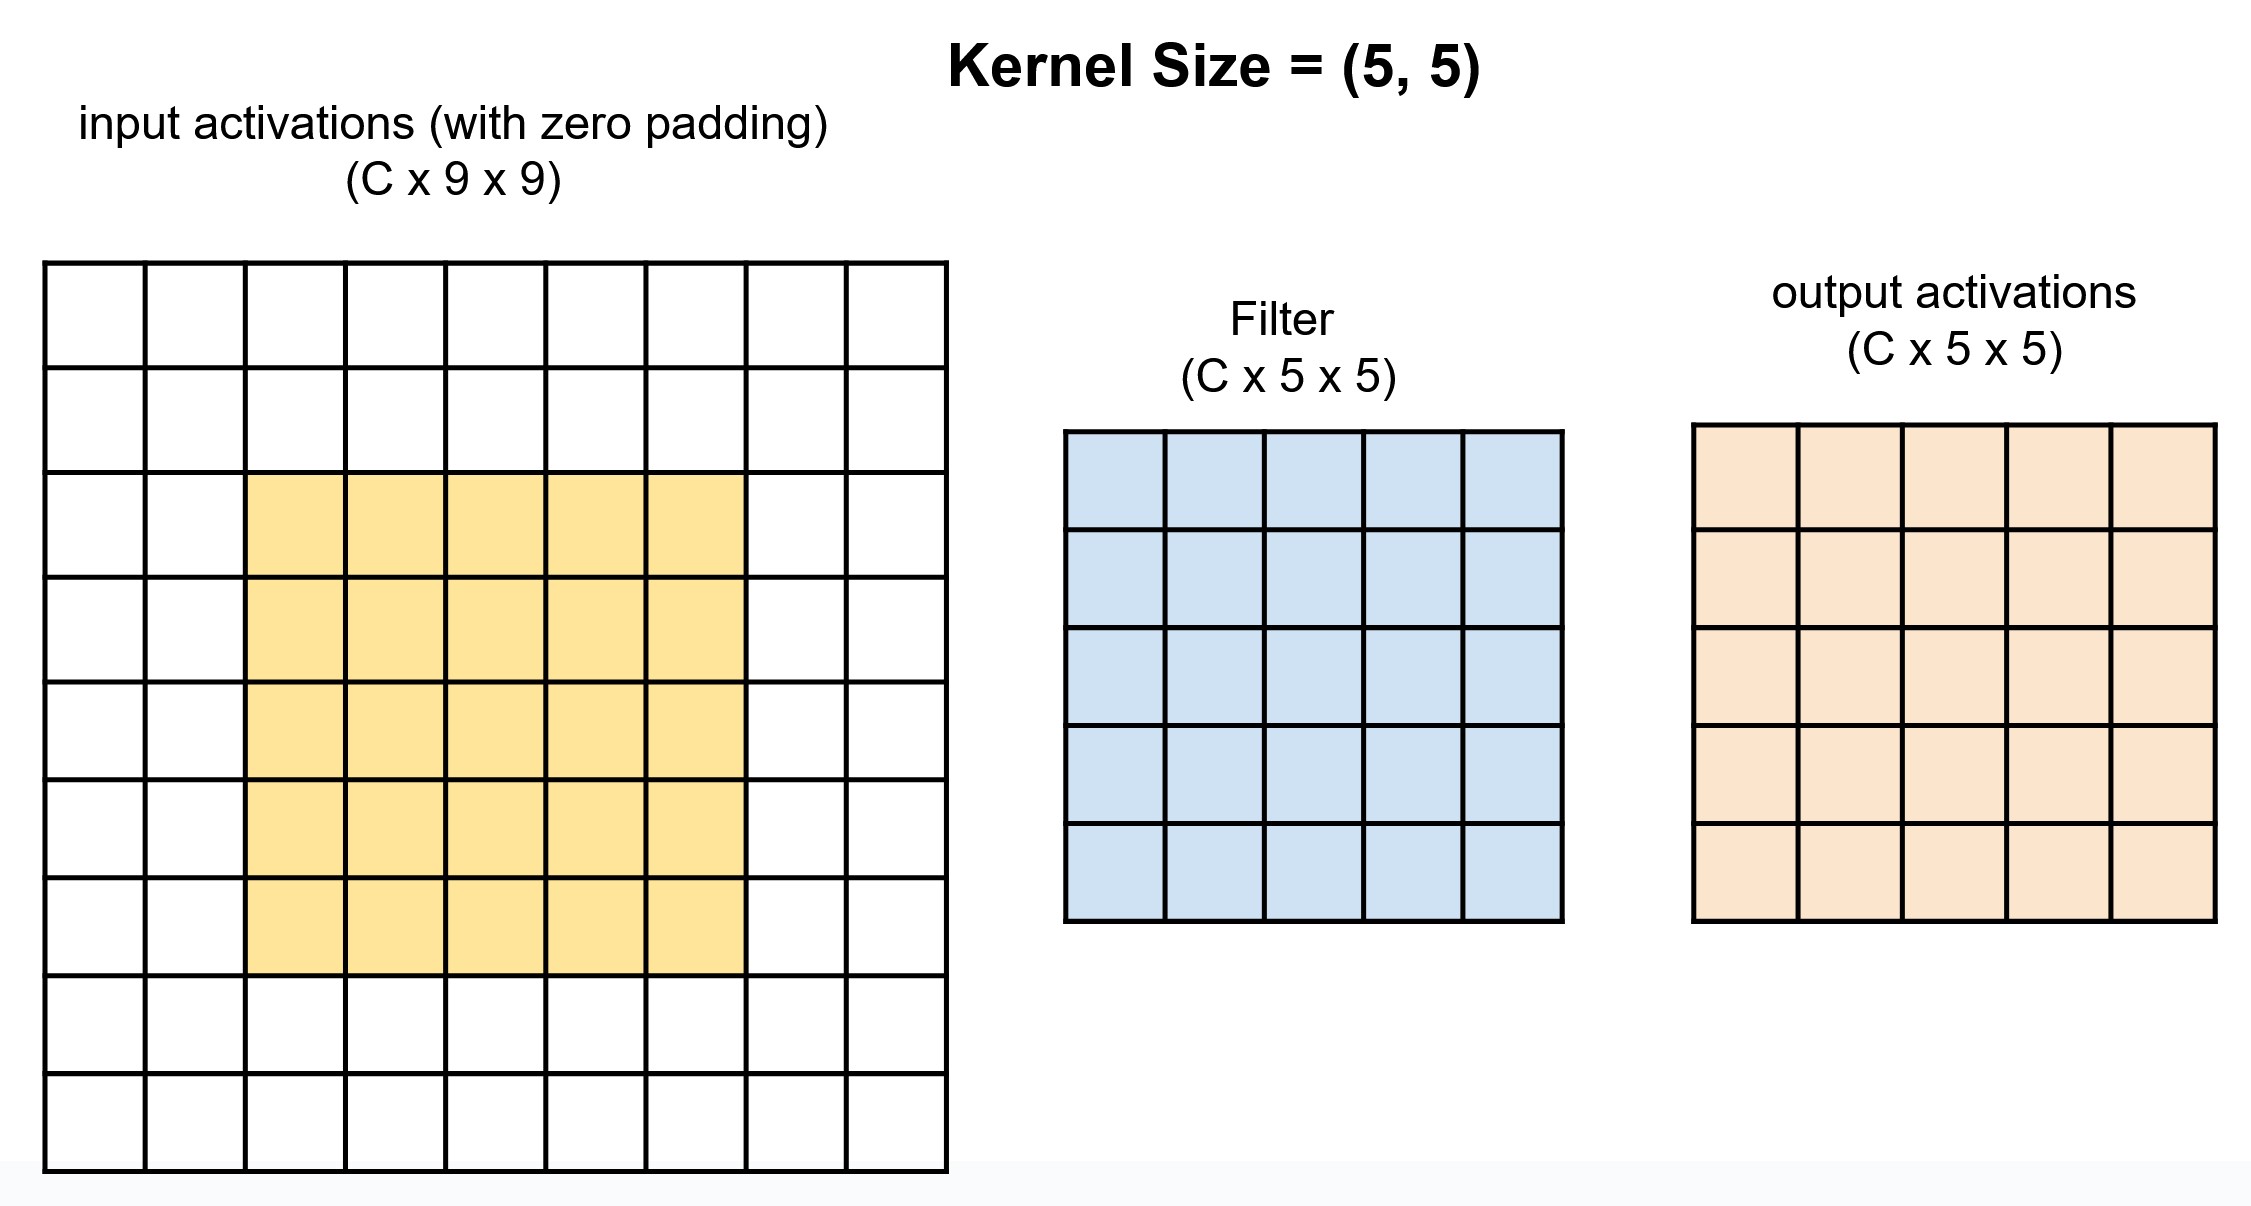 Kernel Size = (5, 5)
input activations (with zero padding)
(C x 9 x 9)
Filter
(C x 5 x 5)
output activations
(C x 5 x 5)